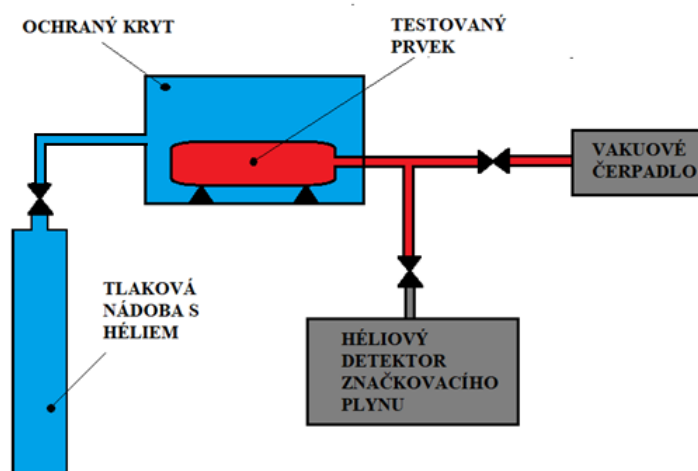 OCHRANÝ KRYT
TESTOVANÝ
PRVEK
VAKUOVÉ
ČERPADLO
TLAKOVÁ
NÁDOBA S
HÉLIEM
HÉLIOVÝ
DETEKTOR
ZNAČKOVACÍHO
PLYNU